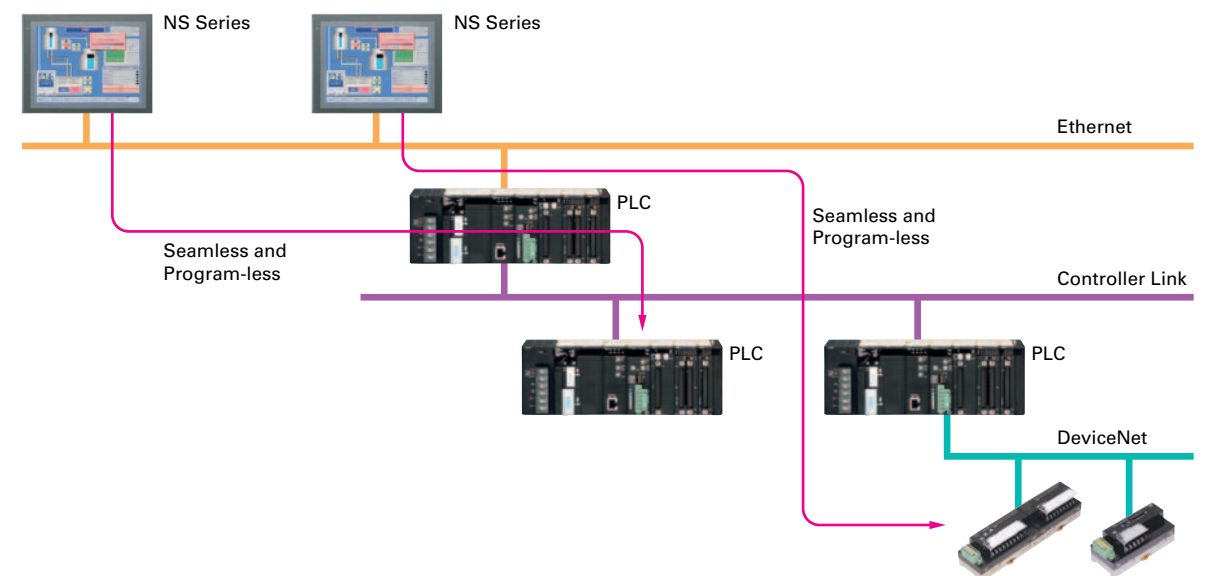 NS Series
NS Series
Ethernet
PLC
Seamless and
Program-less
Seamless and
Program-less
Controller Link
PLC
PLC
DeviceNet